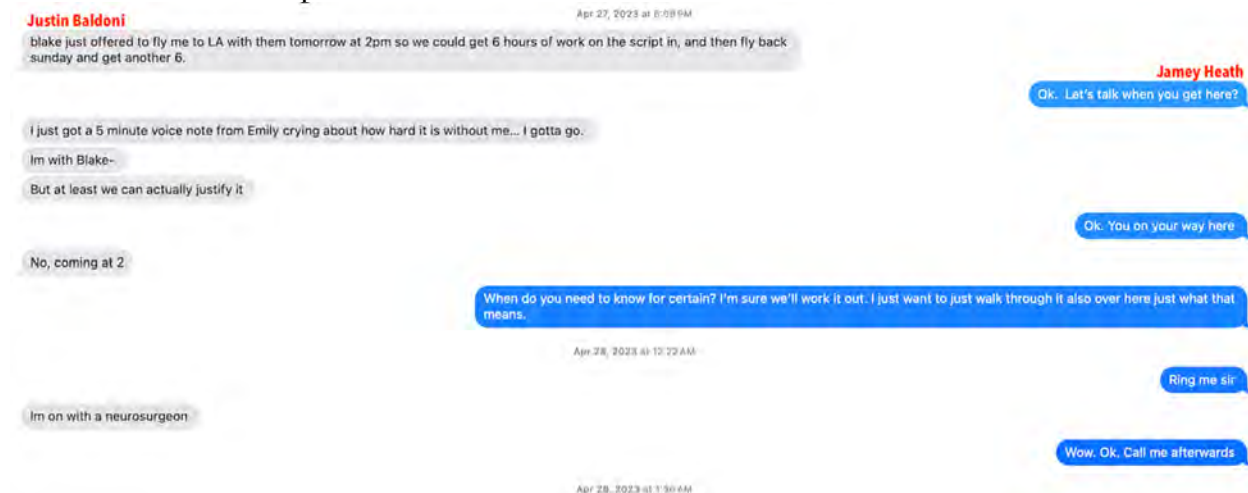 Apr 27, 2023 at 6:08 PM
Justin Baldoni
blake just offered to fly me to LA with them tomorrow at 2pm so we could get 6 hours of work on the script in, and then fly back
sunday and get another 6.
Jamey Heath
Ok. Let's talk when you get here?
I just got a 5 minute voice note from Emily crying about how hard it is without me... I gotta go.
Im with Blake-
But at least we can actually justify it
Ok. You on your way here
No, coming at 2
When do you need to know for certain? I'm sure we'll work it out. I just want to just walk through it also over here just what that
means.
Apr 28, 2023 at 12:22 AM
Ring me sir
Im on with a neurosurgeon
Wow. Ok. Call me afterwards
Apr 28, 2023 at AM